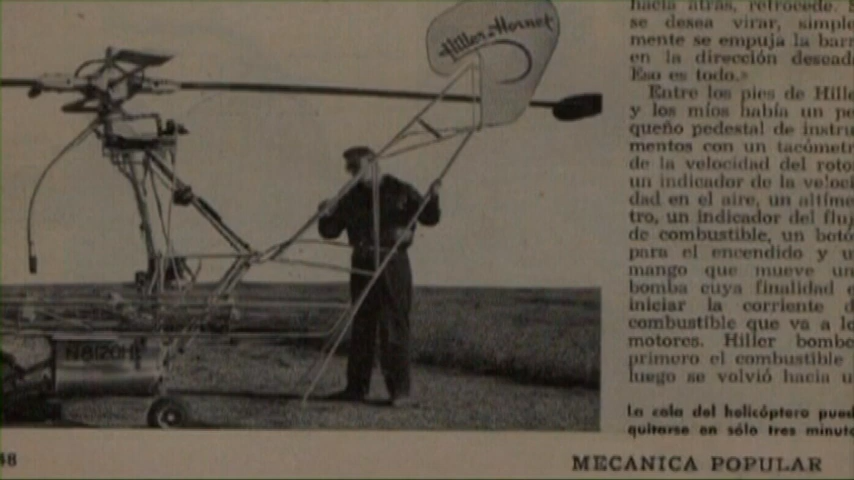 Hiller-Hornet
N8120H
hacia atrás, retrocede. S
se desea virar, simple
mente se empuja la barr
en la dirección desead
Eso es todo.»
Entre los pies de Hille
y los míos había un pe
queño pedestal de instru
mentos con un tacómetr
de la velocidad del roto
un indicador de la veloci
dad en el aire, un altíme
tro, un indicador del fluj
de combustible, un botó
para el encendido y u
mango que mueve un
bomba cuya finalidad e
iniciar la corriente d
combustible que va a lo
motores. Hiller bombe
primero el combustible
luego se volvió hacia u
La cola del helicóptero pued
quitarse en sólo tres minuto
48
MECANICA POPULAR